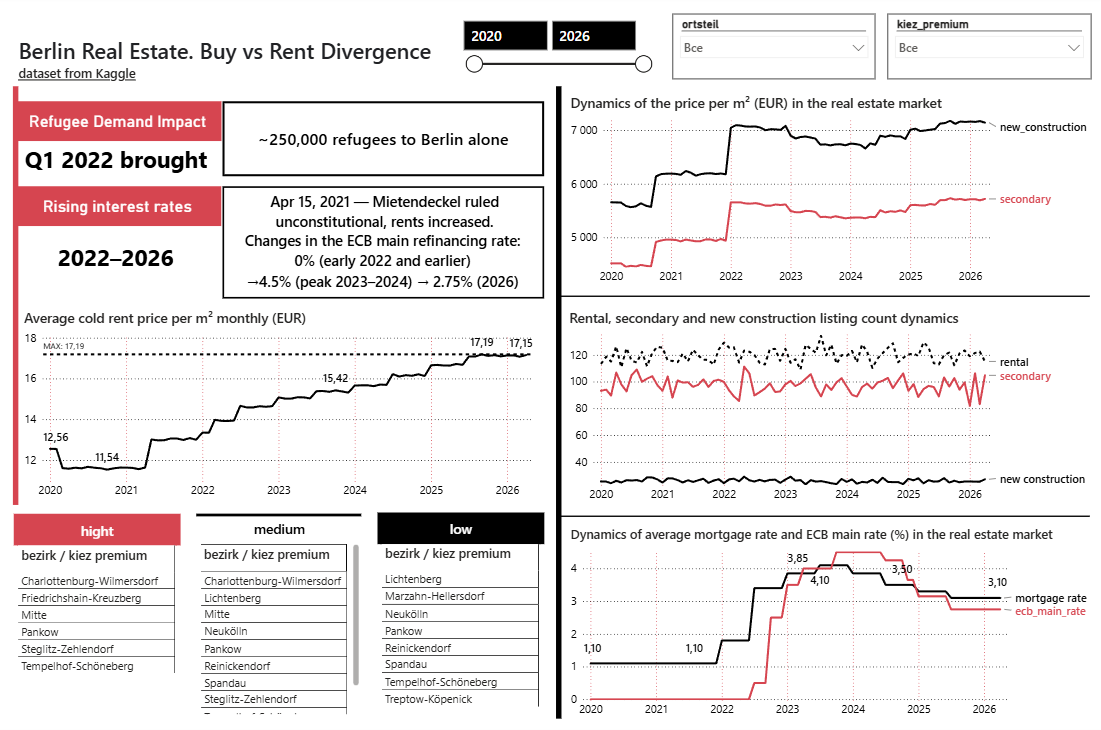 Berlin Real Estate. Buy vs Rent Divergence
dataset from Kaggle
2020
2026
ortsteil
Все
kiez_premium
Все
Refugee Demand Impact
Q1 2022 brought
~250,000 refugees to Berlin alone
Rising interest rates
2022–2026
Apr 15, 2021 — Mietendeckel ruled
unconstitutional, rents increased.
Changes in the ECB main refinancing rate:
0% (early 2022 and earlier)
→4.5% (peak 2023–2024) → 2.75% (2026)
Average cold rent price per m² monthly (EUR)
18
16
14
12
MAX: 17,19
12,56
11,54
15,42
17,19
17,15
2020
2021
2022
2023
2024
2025
2026
hight
bezirk / kiez premium
Charlottenburg-Wilmersdorf
Friedrichshain-Kreuzberg
Mitte
Pankow
Steglitz-Zehlendorf
Tempelhof-Schöneberg
medium
bezirk / kiez premium
Charlottenburg-Wilmersdorf
Lichtenberg
Mitte
Neukölln
Pankow
Reinickendorf
Spandau
Steglitz-Zehlendorf
low
bezirk / kiez premium
Lichtenberg
Marzahn-Hellersdorf
Neukölln
Pankow
Reinickendorf
Spandau
Tempelhof-Schöneberg
Treptow-Köpenick
Dynamics of the price per m² (EUR) in the real estate market
7 000
6 000
5 000
new_construction
secondary
2020
2021
2022
2023
2024
2025
2026
Rental, secondary and new construction listing count dynamics
120
100
80
60
40
rental
secondary
new construction
2020
2021
2022
2023
2024
2025
2026
Dynamics of average mortgage rate and ECB main rate (%) in the real estate market
4
3
2
1
0
1,10
1,10
3,85
4,10
3,50
3,10
mortgage rate
ecb_main_rate
2020
2021
2022
2023
2024
2025
2026